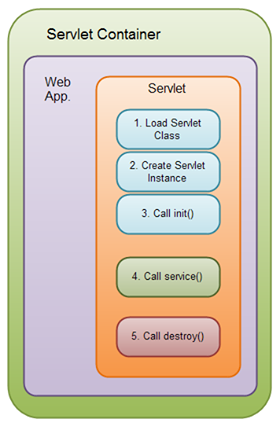 Servlet Container
Web
App.
Servlet
1. Load Servlet
Class
2. Create Servlet
Instance
3. Call init()
4. Call service()
5. Call destroy()